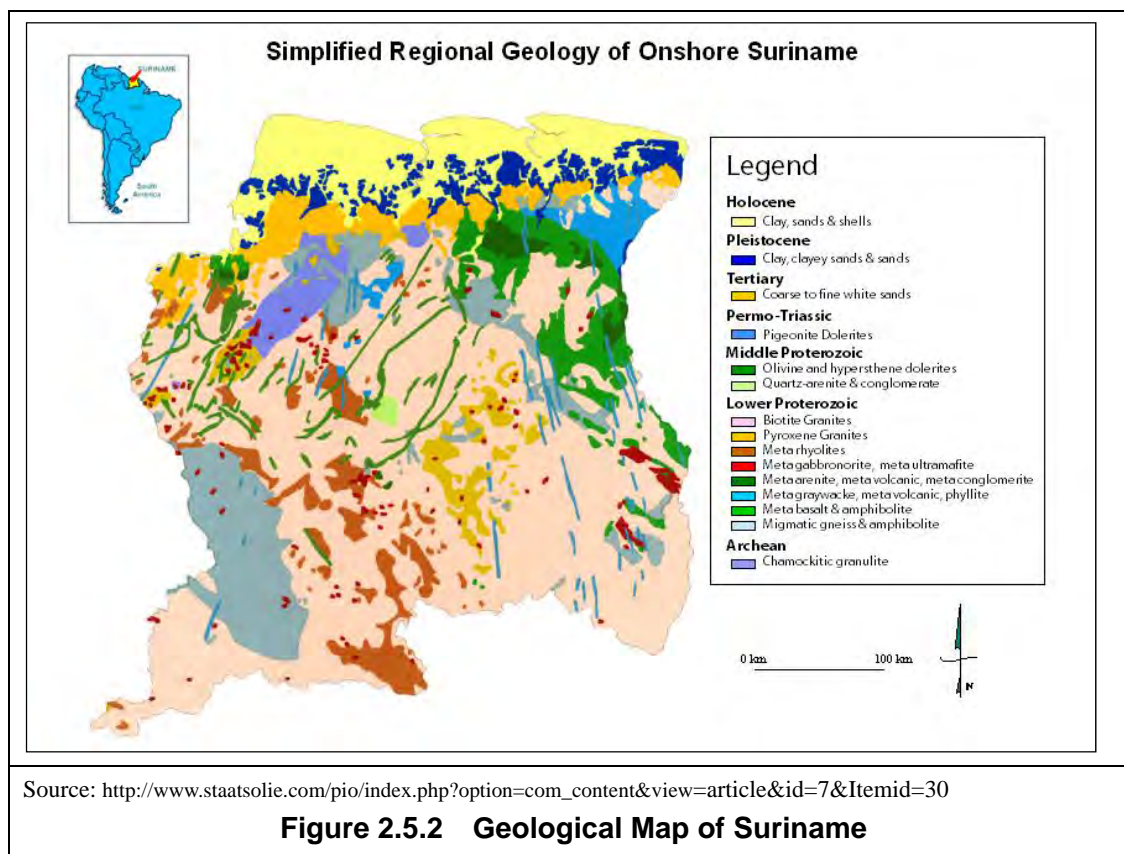 Simplified Regional Geology of Onshore Suriname
SURINAME
South
America
Legend
Holocene
Clay, sands & shells
Pleistocene
Clay, clayey sands & sands
Tertiary
Coarse to fine white sands
Permo-Triassic
Pigeonite Dolerites
Middle Proterozoic
Olivine and hypersthene dolerites
Quartz-arenite & conglomerate
Lower Proterozoic
Biotite Granites
Pyroxene Granites
Meta rhyolites
Meta gabbronorite, meta ultramafite
Meta arenite, meta volcanic, meta conglomerite
Meta graywacke, meta volcanic, phyllite
Meta basalt & amphibolite
Migmatic gneiss & amphibolite
Archean
Charnockitic granulite
0 km 100 km
N
Source: http://www.staatsolie.com/pio/index.php?option=com_content&view=article&id=7&Itemid=30
Figure 2.5.2 Geological Map of Suriname